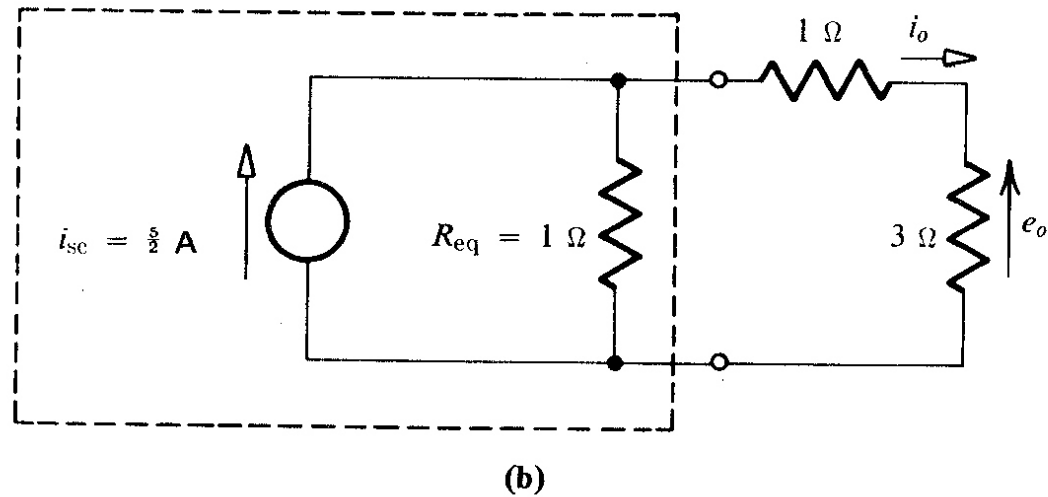 1 Ω
i_o
i_sc = 5/2 A
R_eq = 1 Ω
3 Ω
e_o
(b)